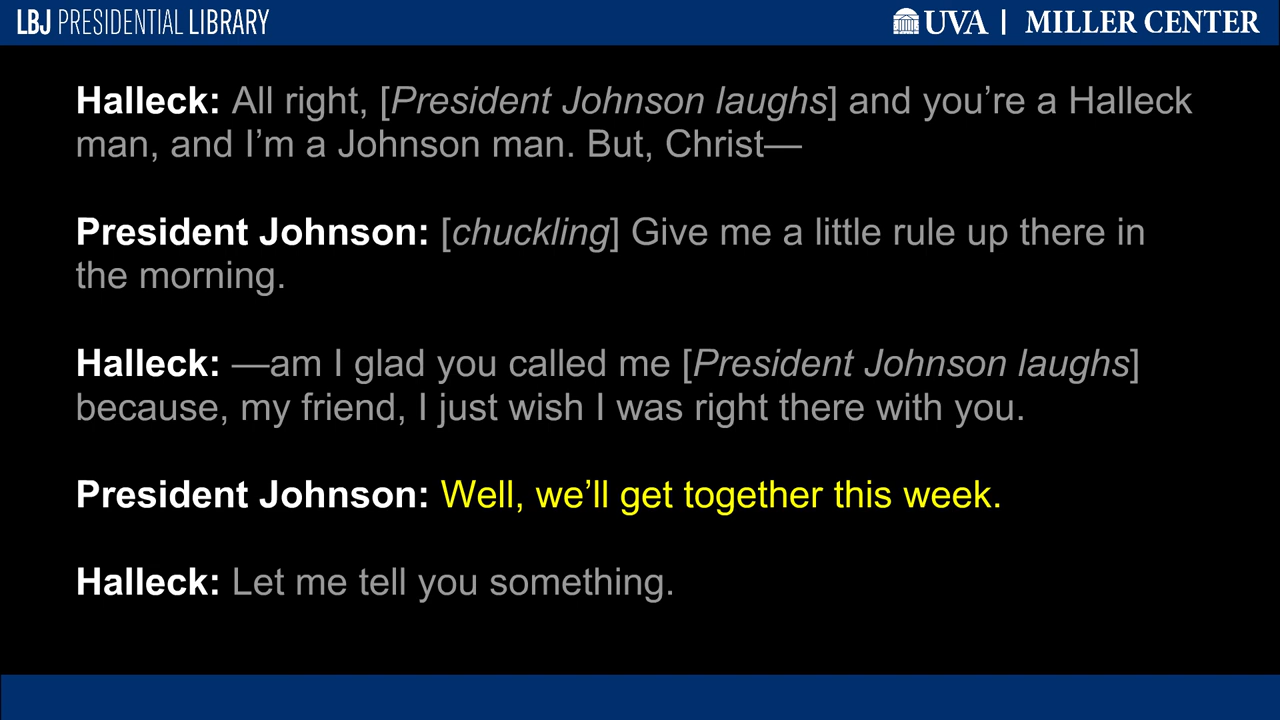 LBJ PRESIDENTIAL LIBRARY
UVA | MILLER CENTER
Halleck: All right, [President Johnson laughs] and you’re a Halleck
man, and I’m a Johnson man. But, Christ—
President Johnson: [chuckling] Give me a little rule up there in
the morning.
Halleck: —am I glad you called me [President Johnson laughs]
because, my friend, I just wish I was right there with you.
President Johnson: Well, we’ll get together this week.
Halleck: Let me tell you something.